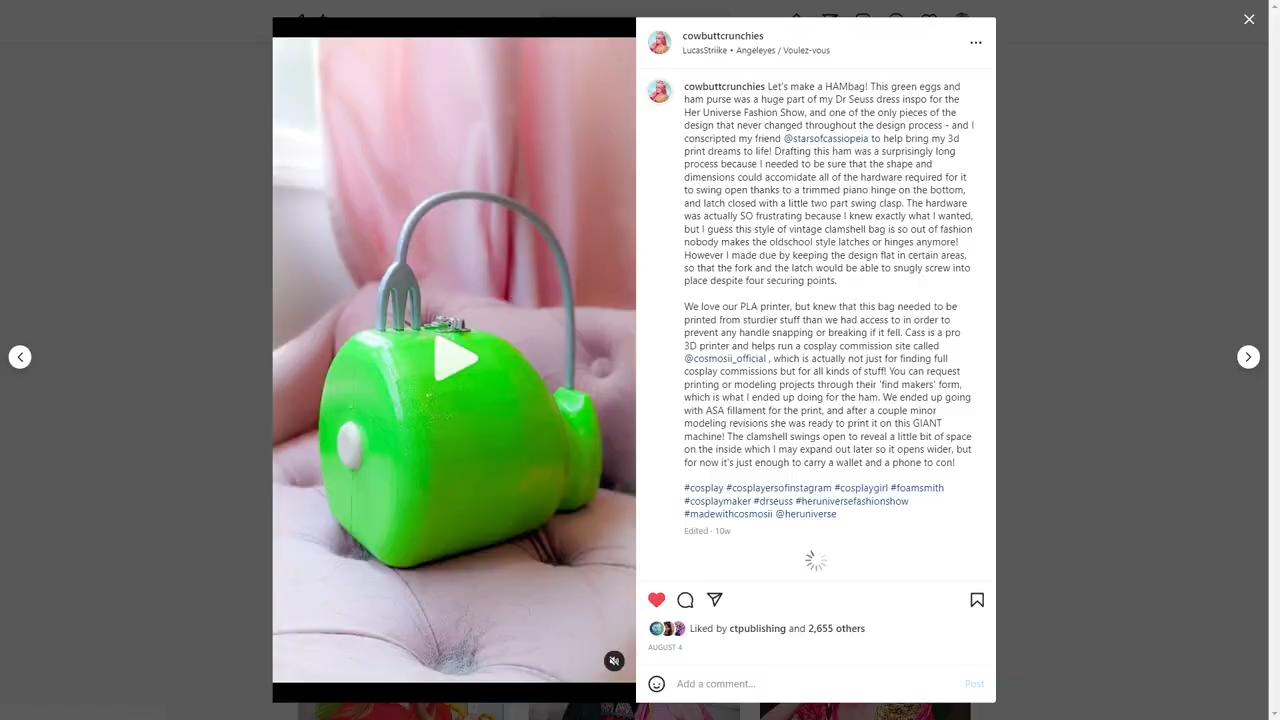 cowbuttcrunchies
LucasStriike • Angeleyes / Voulez-vous
cowbuttcrunchies Let's make a HAMbag! This green eggs and
ham purse was a huge part of my Dr Seuss dress inspo for the
Her Universe Fashion Show, and one of the only pieces of the
design that never changed throughout the design process - and I
conscripted my friend @starsofcassiopeia to help bring my 3d
print dreams to life! Drafting this ham was a surprisingly long
process because I needed to be sure that the shape and
dimensions could accomidate all of the hardware required for it
to swing open thanks to a trimmed piano hinge on the bottom,
and latch closed with a little two part swing clasp. The hardware
was actually SO frustrating because I knew exactly what I wanted,
but I guess this style of vintage clamshell bag is so out of fashion
nobody makes the oldschool style latches or hinges anymore!
However I made due by keeping the design flat in certain areas,
so that the fork and the latch would be able to snugly screw into
place despite four securing points.
We love our PLA printer, but knew that this bag needed to be
printed from sturdier stuff than we had access to in order to
prevent any handle snapping or breaking if it fell. Cass is a pro
3D printer and helps run a cosplay commission site called
@cosmosii_official , which is actually not just for finding full
cosplay commissions but for all kinds of stuff! You can request
printing or modeling projects through their 'find makers' form,
which is what I ended up doing for the ham. We ended up going
with ASA fillament for the print, and after a couple minor
modeling revisions she was ready to print it on this GIANT
machine! The clamshell swings open to reveal a little bit of space
on the inside which I may expand out later so it opens wider, but
for now it's just enough to carry a wallet and a phone to con!
#cosplay #cosplayersofinstagram #cosplaygirl #foamsmith
#cosplaymaker #drseuss #heruniversefashionshow
#madewithcosmosii @heruniverse
Edited · 10w
Liked by ctpublishing and 2,655 others
AUGUST 4
Add a comment...
Post